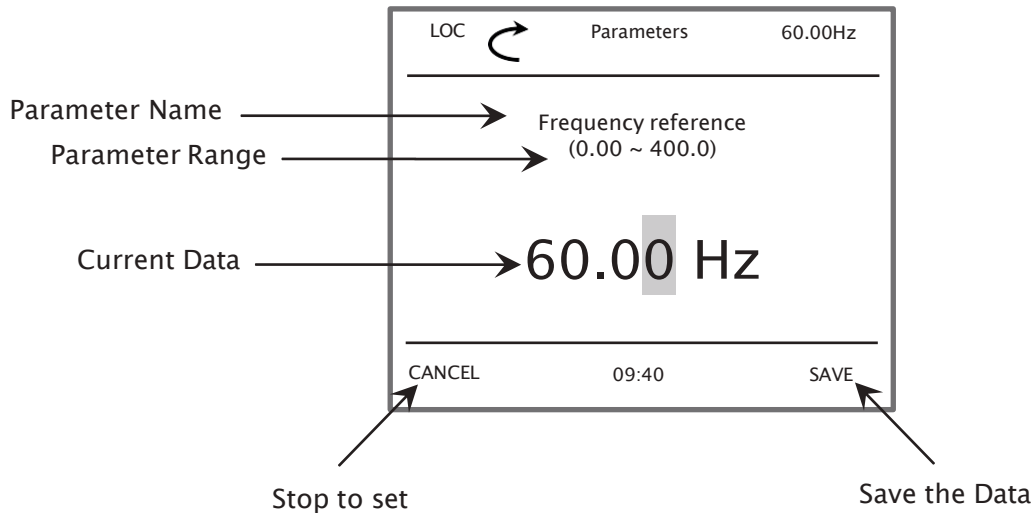 LOC Parameters 60.00Hz
Parameter Name
Frequency reference
Parameter Range
(0.00 ~ 400.0)
Current Data
60.00 Hz
CANCEL 09:40 SAVE
Stop to set
Save the Data